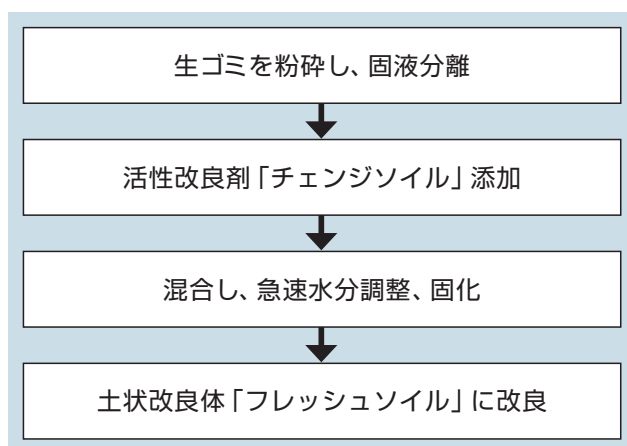 生ゴミを粉砕し、固液分離
活性改良剤「チェンジソイル」添加
混合し、急速水分調整、固化
土状改良体「フレッシュソイル」に改良